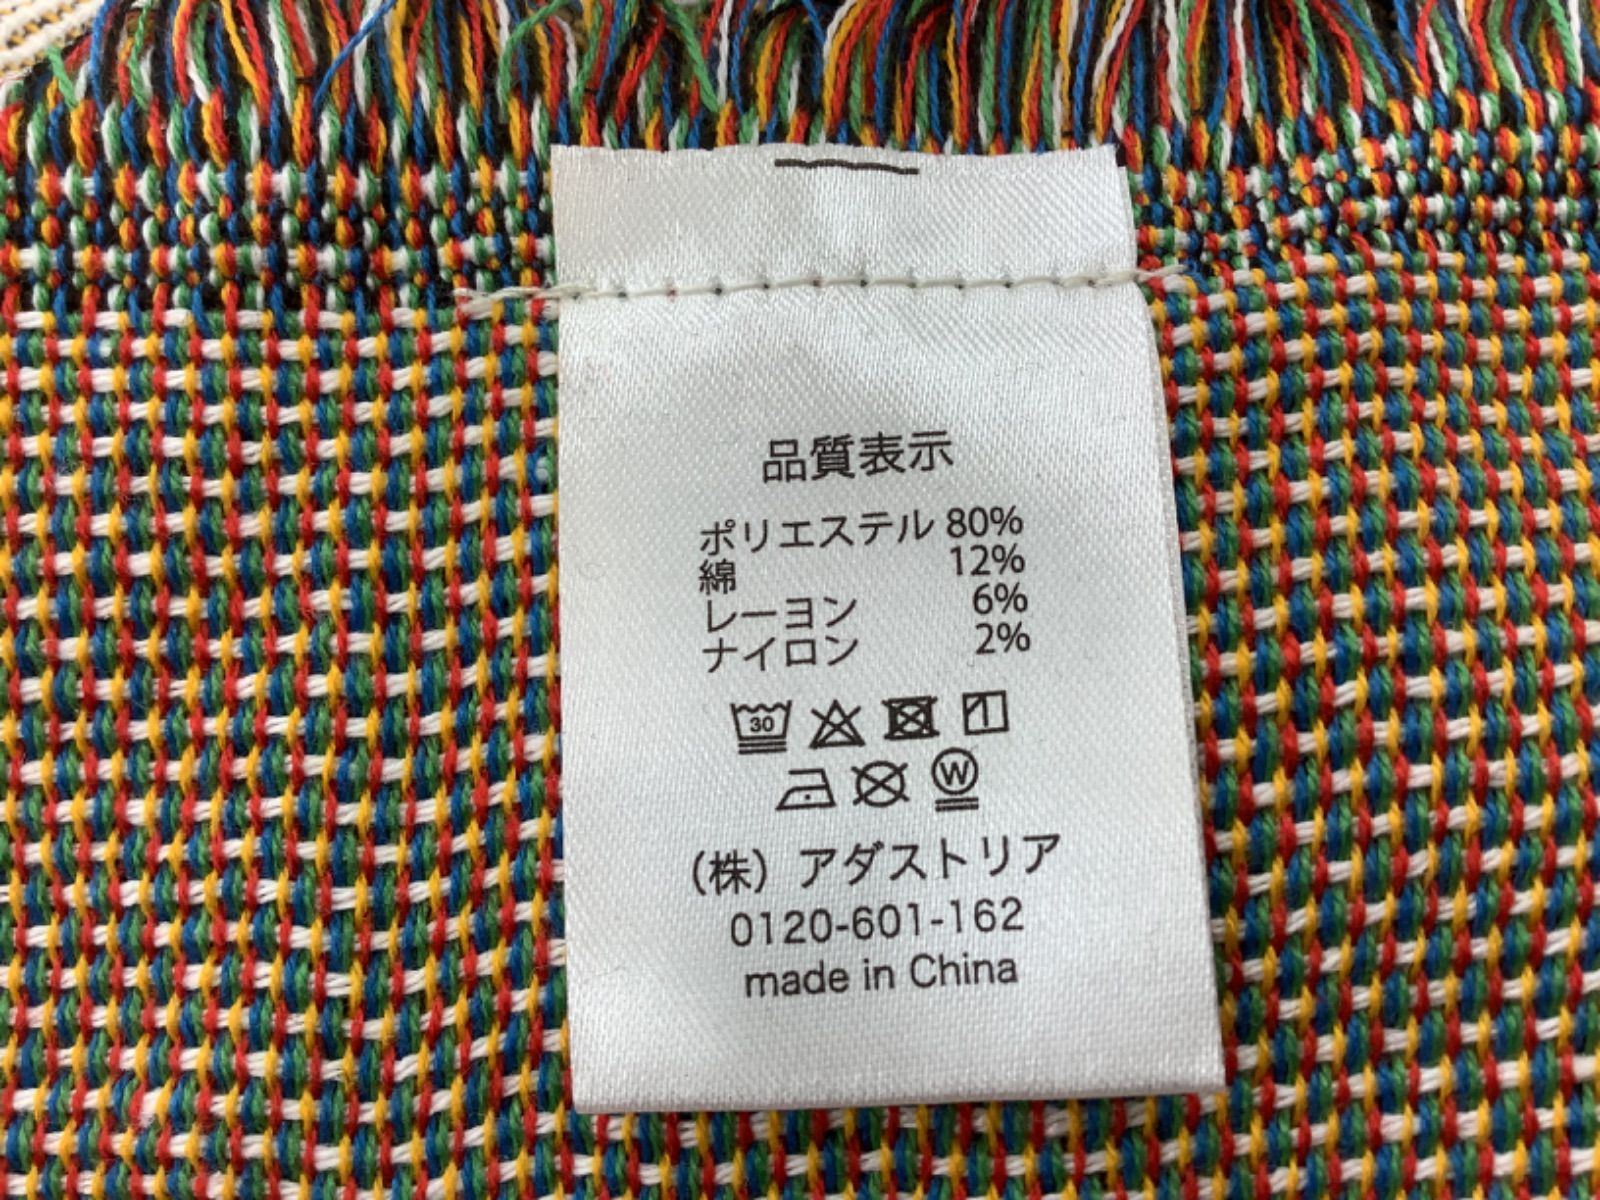 品質表示
ポリエステル 80%
綿 12%
レーヨン 6%
ナイロン 2%
30
W
(株) アダストリア
0120-601-162
made in China